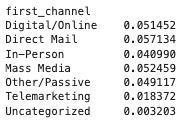 first_channel
Digital/Online    0.051452
Direct Mail       0.057134
In-Person         0.040990
Mass Media        0.052459
Other/Passive     0.049117
Telemarketing     0.018372
Uncategorized     0.003203